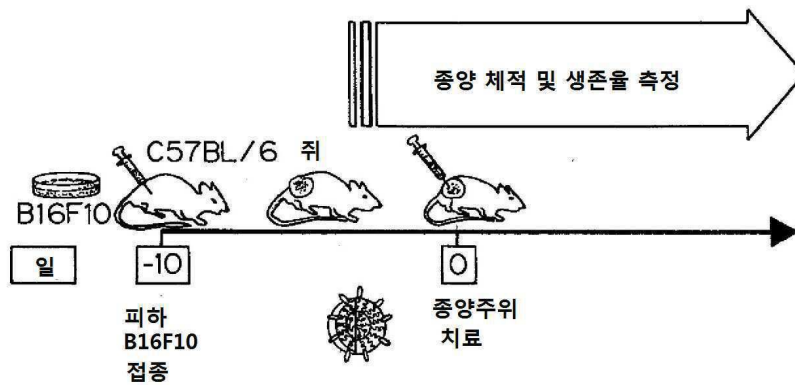 종양 체적 및 생존율 측정
C57BL/6 쥐
B16F10
일
-10
0
피하
B16F10
접종
종양주위
치료